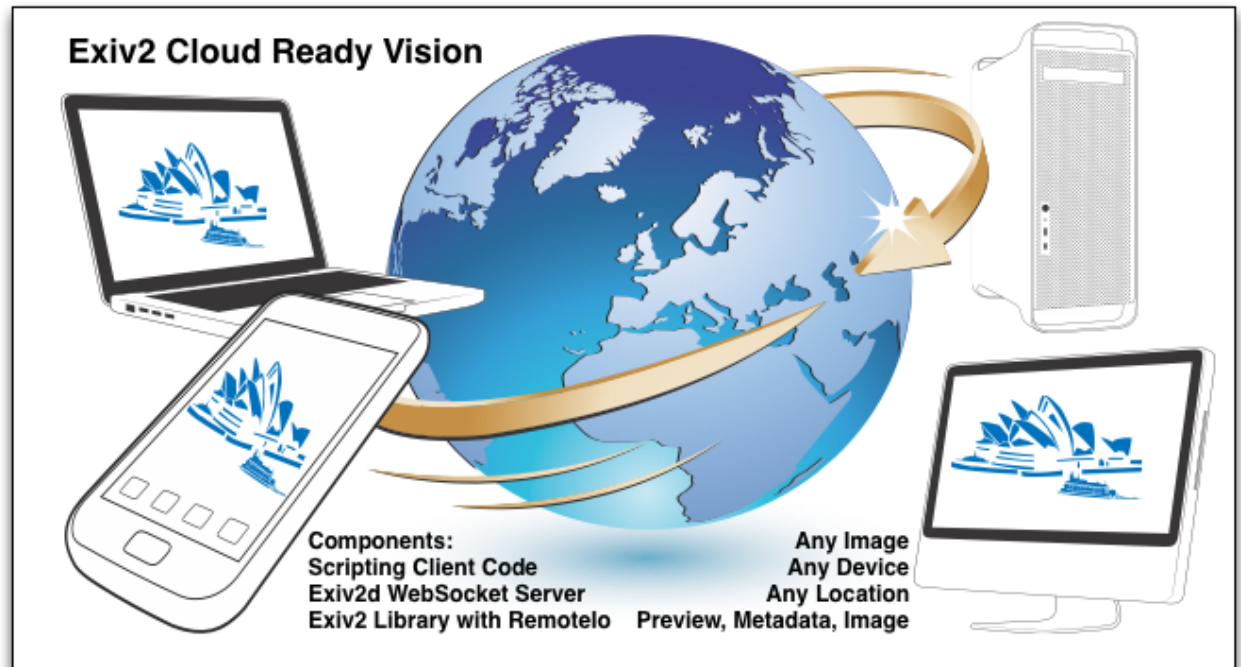 Exiv2 Cloud Ready Vision
Components:
Scripting Client Code
Exiv2d WebSocket Server
Exiv2 Library with RemoteIo
Any Image
Any Device
Any Location
Preview, Metadata, Image